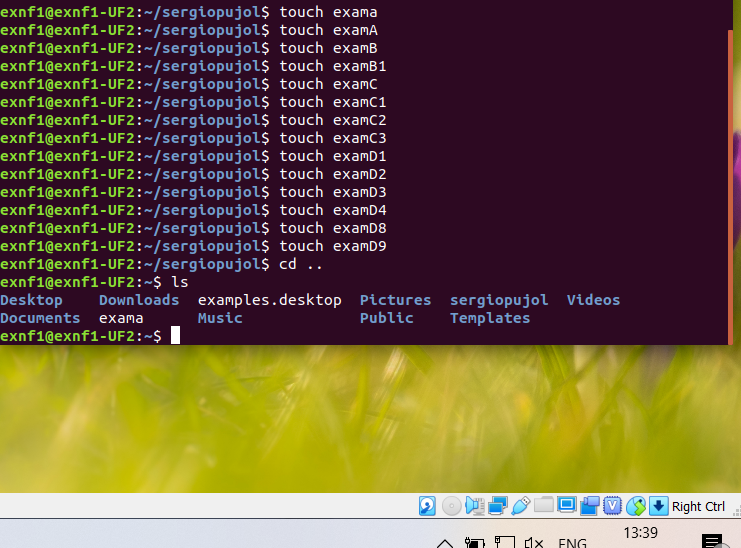 exnf1@exnf1-UF2:~/sergiopujol$ touch exama
exnf1@exnf1-UF2:~/sergiopujol$ touch examA
exnf1@exnf1-UF2:~/sergiopujol$ touch examB
exnf1@exnf1-UF2:~/sergiopujol$ touch examB1
exnf1@exnf1-UF2:~/sergiopujol$ touch examC
exnf1@exnf1-UF2:~/sergiopujol$ touch examC1
exnf1@exnf1-UF2:~/sergiopujol$ touch examC2
exnf1@exnf1-UF2:~/sergiopujol$ touch examC3
exnf1@exnf1-UF2:~/sergiopujol$ touch examD1
exnf1@exnf1-UF2:~/sergiopujol$ touch examD2
exnf1@exnf1-UF2:~/sergiopujol$ touch examD3
exnf1@exnf1-UF2:~/sergiopujol$ touch examD4
exnf1@exnf1-UF2:~/sergiopujol$ touch examD8
exnf1@exnf1-UF2:~/sergiopujol$ touch examD9
exnf1@exnf1-UF2:~/sergiopujol$ cd ..
exnf1@exnf1-UF2:~$ ls
Desktop    Downloads  examples.desktop  Pictures  sergiopujol  Videos
Documents  exama      Music             Public    Templates
exnf1@exnf1-UF2:~$
Right Ctrl
ENG
13:39